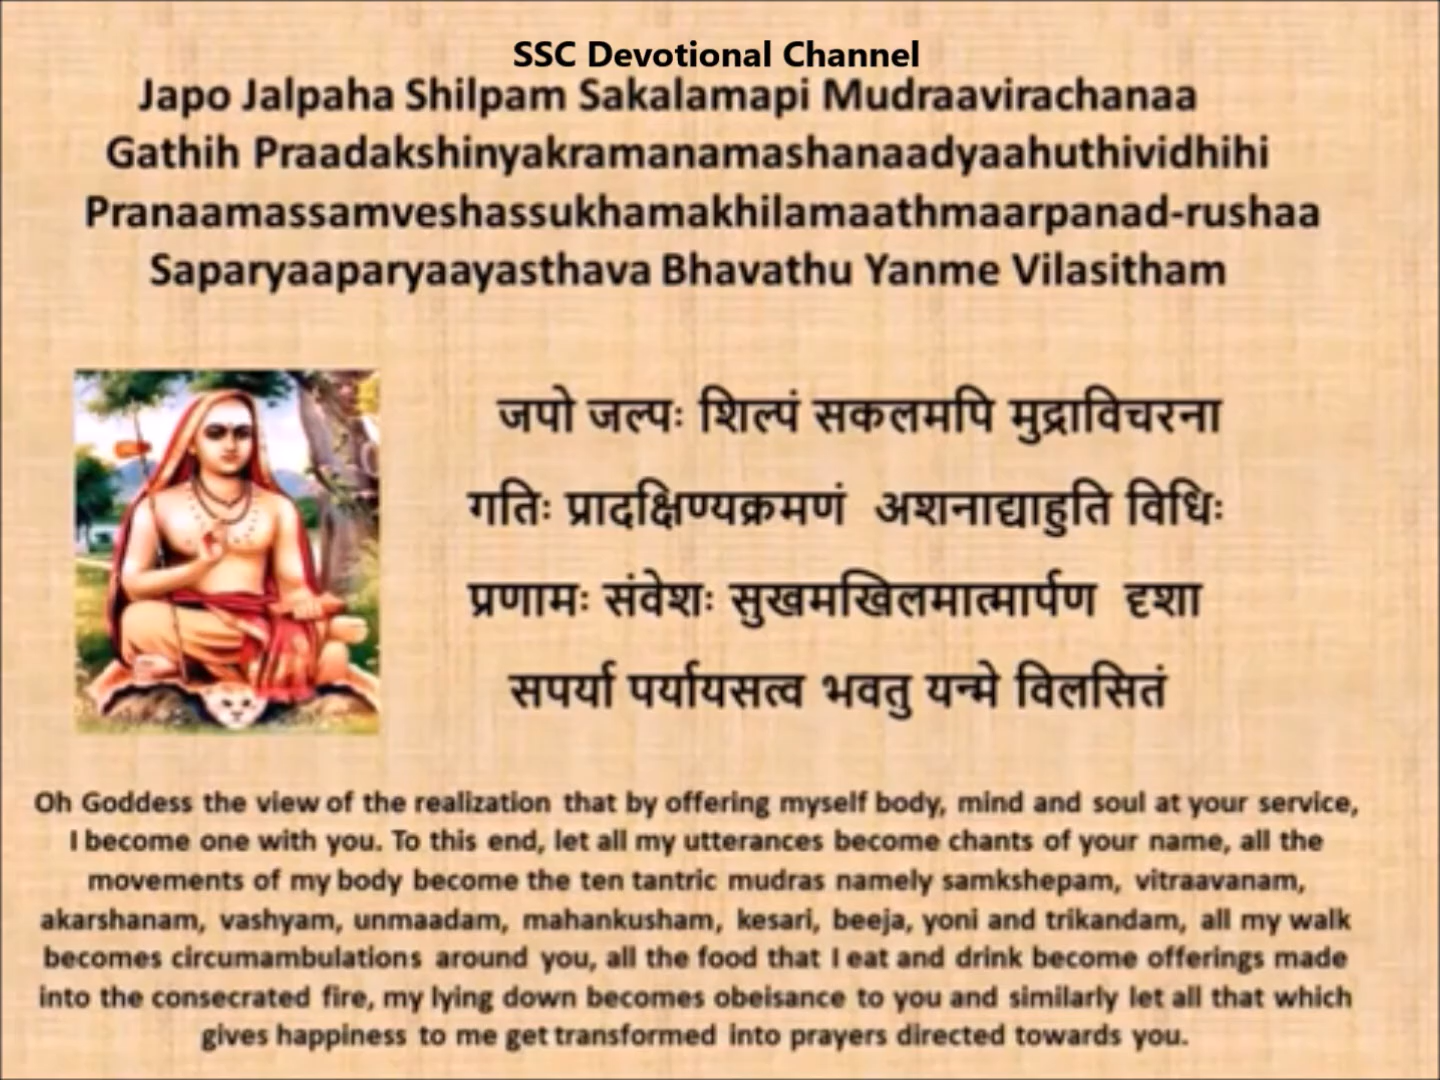 SSC Devotional Channel
Japo Jalpaha Shilpam Sakalamapi Mudraavirachanaa
Gathih Praadakshinyakramanamashanaadyaahuthividhihi
Pranaamassamveshassukhamakhilamaathmaarpanad-rushaa
Saparyaaparyaayasthava Bhavathu Yanme Vilasitham
जपो जल्पः शिल्पं सकलमपि मुद्राविचरना
गतिः प्रादक्षिण्यक्रमणं अशनाद्याहुति विधिः
प्रणामः संवेशः सुखमखिलमात्मार्पण दृशा
सपर्या पर्यायसत्व भवतु यन्मे विलसितं
Oh Goddess the view of the realization that by offering myself body, mind and soul at your service,
I become one with you. To this end, let all my utterances become chants of your name, all the
movements of my body become the ten tantric mudras namely samkshepam, vitraavanam,
akarshanam, vashyam, unmaadam, mahankusham, kesari, beeja, yoni and trikandam, all my walk
becomes circumambulations around you, all the food that I eat and drink become offerings made
into the consecrated fire, my lying down becomes obeisance to you and similarly let all that which
gives happiness to me get transformed into prayers directed towards you.